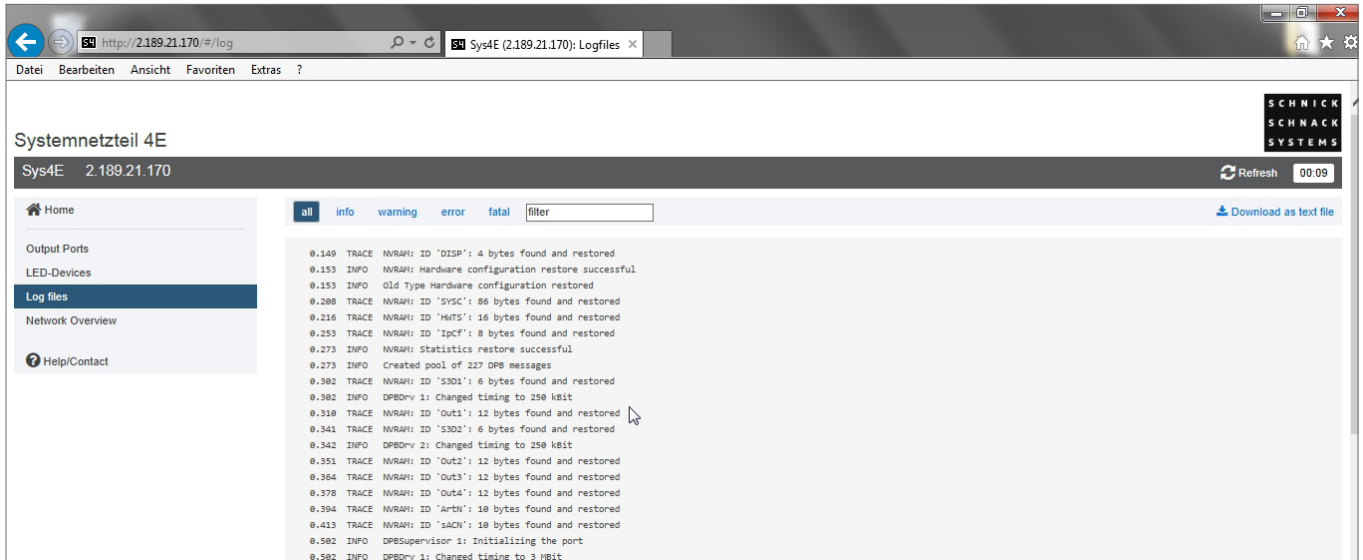 http://2.189.21.170/#/log
S4 Sys4E (2.189.21.170): Logfiles
Datei Bearbeiten Ansicht Favoriten Extras ?
SCHNICK
SCHNACK
SYSTEMS
Systemnetzteil 4E
Sys4E 2.189.21.170 Refresh 00:09
Home
all info warning error fatal filter Download as text file
Output Ports
LED-Devices
Log files
Network Overview
Help/Contact
0.149 TRACE NVRAM: ID 'DISP': 4 bytes found and restored
0.153 INFO NVRAM: Hardware configuration restore successful
0.153 INFO Old Type Hardware configuration restored
0.208 TRACE NVRAM: ID 'SYSC': 86 bytes found and restored
0.216 TRACE NVRAM: ID 'HWTS': 16 bytes found and restored
0.253 TRACE NVRAM: ID 'IpCf': 8 bytes found and restored
0.273 INFO NVRAM: Statistics restore successful
0.273 INFO Created pool of 227 DPB messages
0.302 TRACE NVRAM: ID 'S3D1': 6 bytes found and restored
0.302 INFO DPBDrv 1: Changed timing to 250 kBit
0.310 TRACE NVRAM: ID 'Out1': 12 bytes found and restored
0.341 TRACE NVRAM: ID 'S3D2': 6 bytes found and restored
0.342 INFO DPBDrv 2: Changed timing to 250 kBit
0.351 TRACE NVRAM: ID 'Out2': 12 bytes found and restored
0.364 TRACE NVRAM: ID 'Out3': 12 bytes found and restored
0.378 TRACE NVRAM: ID 'Out4': 12 bytes found and restored
0.394 TRACE NVRAM: ID 'ArtN': 10 bytes found and restored
0.413 TRACE NVRAM: ID 'sACN': 10 bytes found and restored
0.502 INFO DPBSupervisor 1: Initializing the port
0.502 INFO DPBDrv 1: Changed timing to 3 MBit